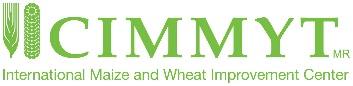 CIMMYT MR
International Maize and Wheat Improvement Center